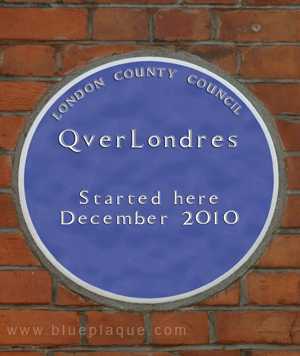 LONDON COUNTY COUNCIL
QverLondres
Started here
December 2010
www.blueplaque.com